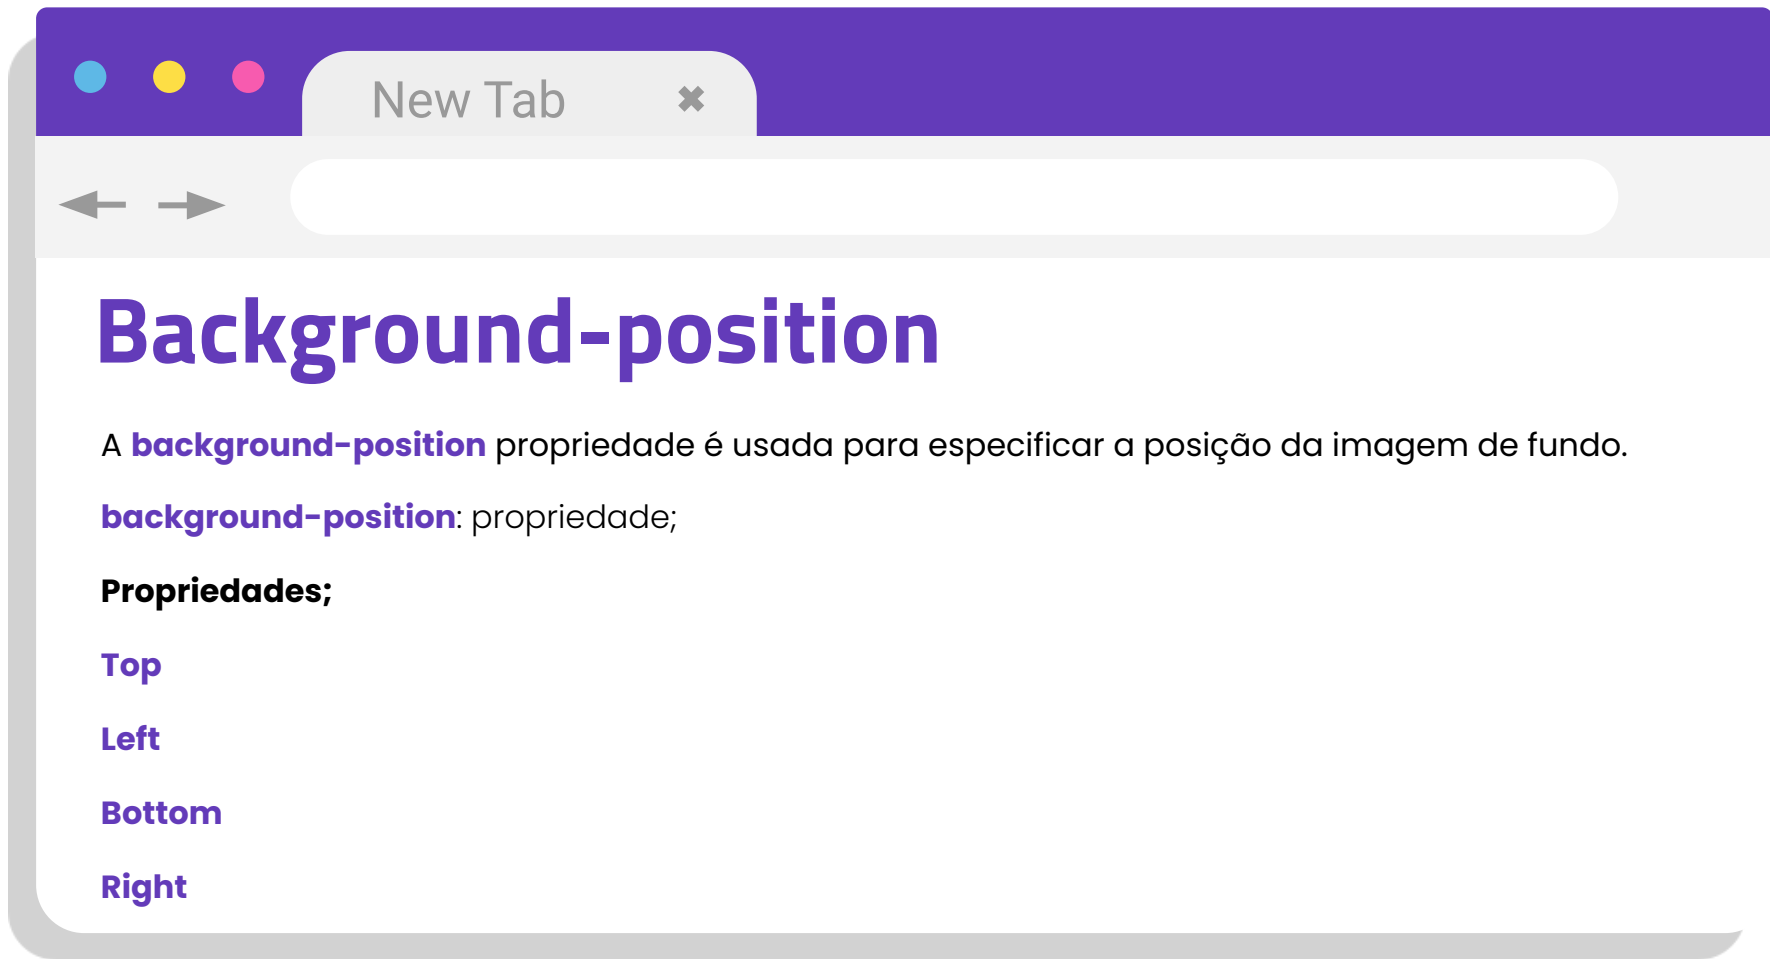 New Tab ✖
Background-position
A background-position propriedade é usada para especificar a posição da imagem de fundo.
background-position: propriedade;
Propriedades;
Top
Left
Bottom
Right